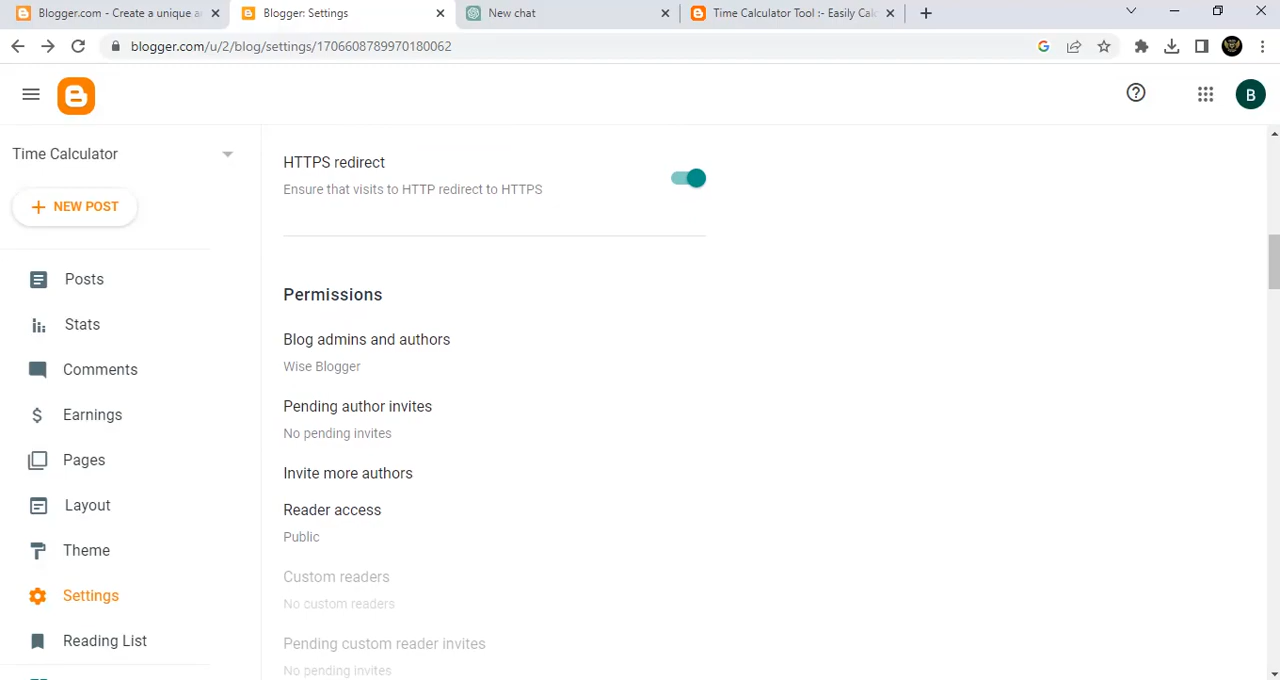 Blogger.com - Create a unique a
Blogger: Settings
New chat
Time Calculator Tool :- Easily Calc
blogger.com/u/2/blog/settings/1706608789970180062
B
Time Calculator
NEW POST
Posts
Stats
Comments
Earnings
Pages
Layout
Theme
Settings
Reading List
HTTPS redirect
Ensure that visits to HTTP redirect to HTTPS
Permissions
Blog admins and authors
Wise Blogger
Pending author invites
No pending invites
Invite more authors
Reader access
Public
Custom readers
No custom readers
Pending custom reader invites
No pending invites